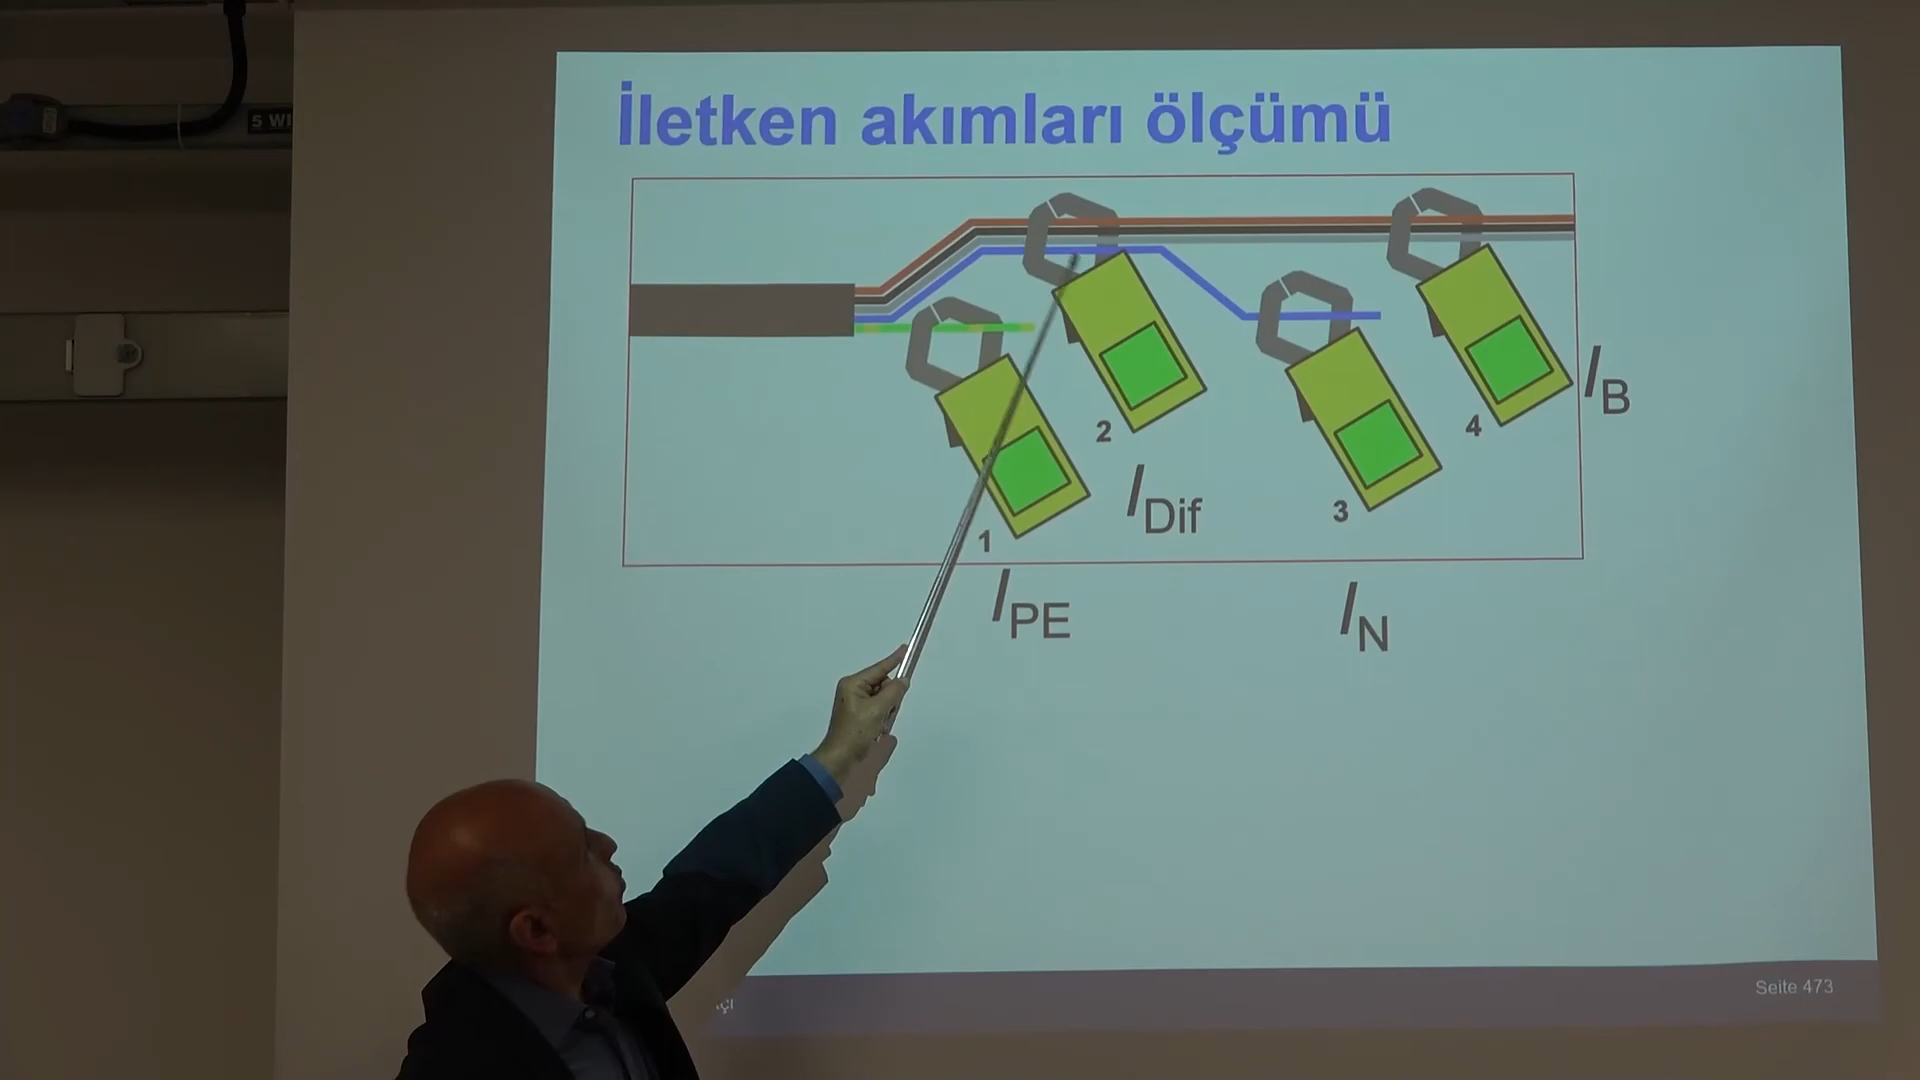 5 WI
İletken akımları ölçümü
2
4
I_B
3
I_Dif
1
I_PE
I_N
Seite 473